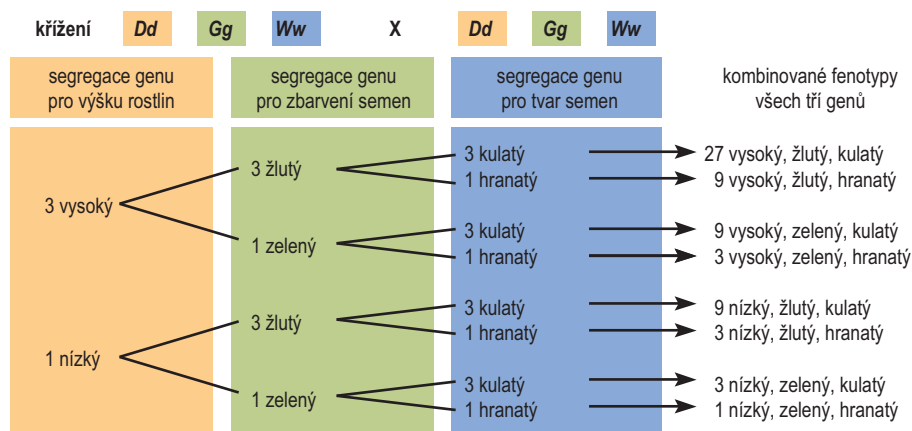 křížení Dd Gg Ww X Dd Gg Ww
segregace genu
pro výšku rostlin
segregace genu
pro zbarvení semen
segregace genu
pro tvar semen
kombinované fenotypy
všech tří genů
3 vysoký
1 nízký
3 žlutý
1 zelený
3 žlutý
1 zelený
3 kulatý
1 hranatý
3 kulatý
1 hranatý
3 kulatý
1 hranatý
3 kulatý
1 hranatý
27 vysoký, žlutý, kulatý
9 vysoký, žlutý, hranatý
9 vysoký, zelený, kulatý
3 vysoký, zelený, hranatý
9 nízký, žlutý, kulatý
3 nízký, žlutý, hranatý
3 nízký, zelený, kulatý
1 nízký, zelený, hranatý